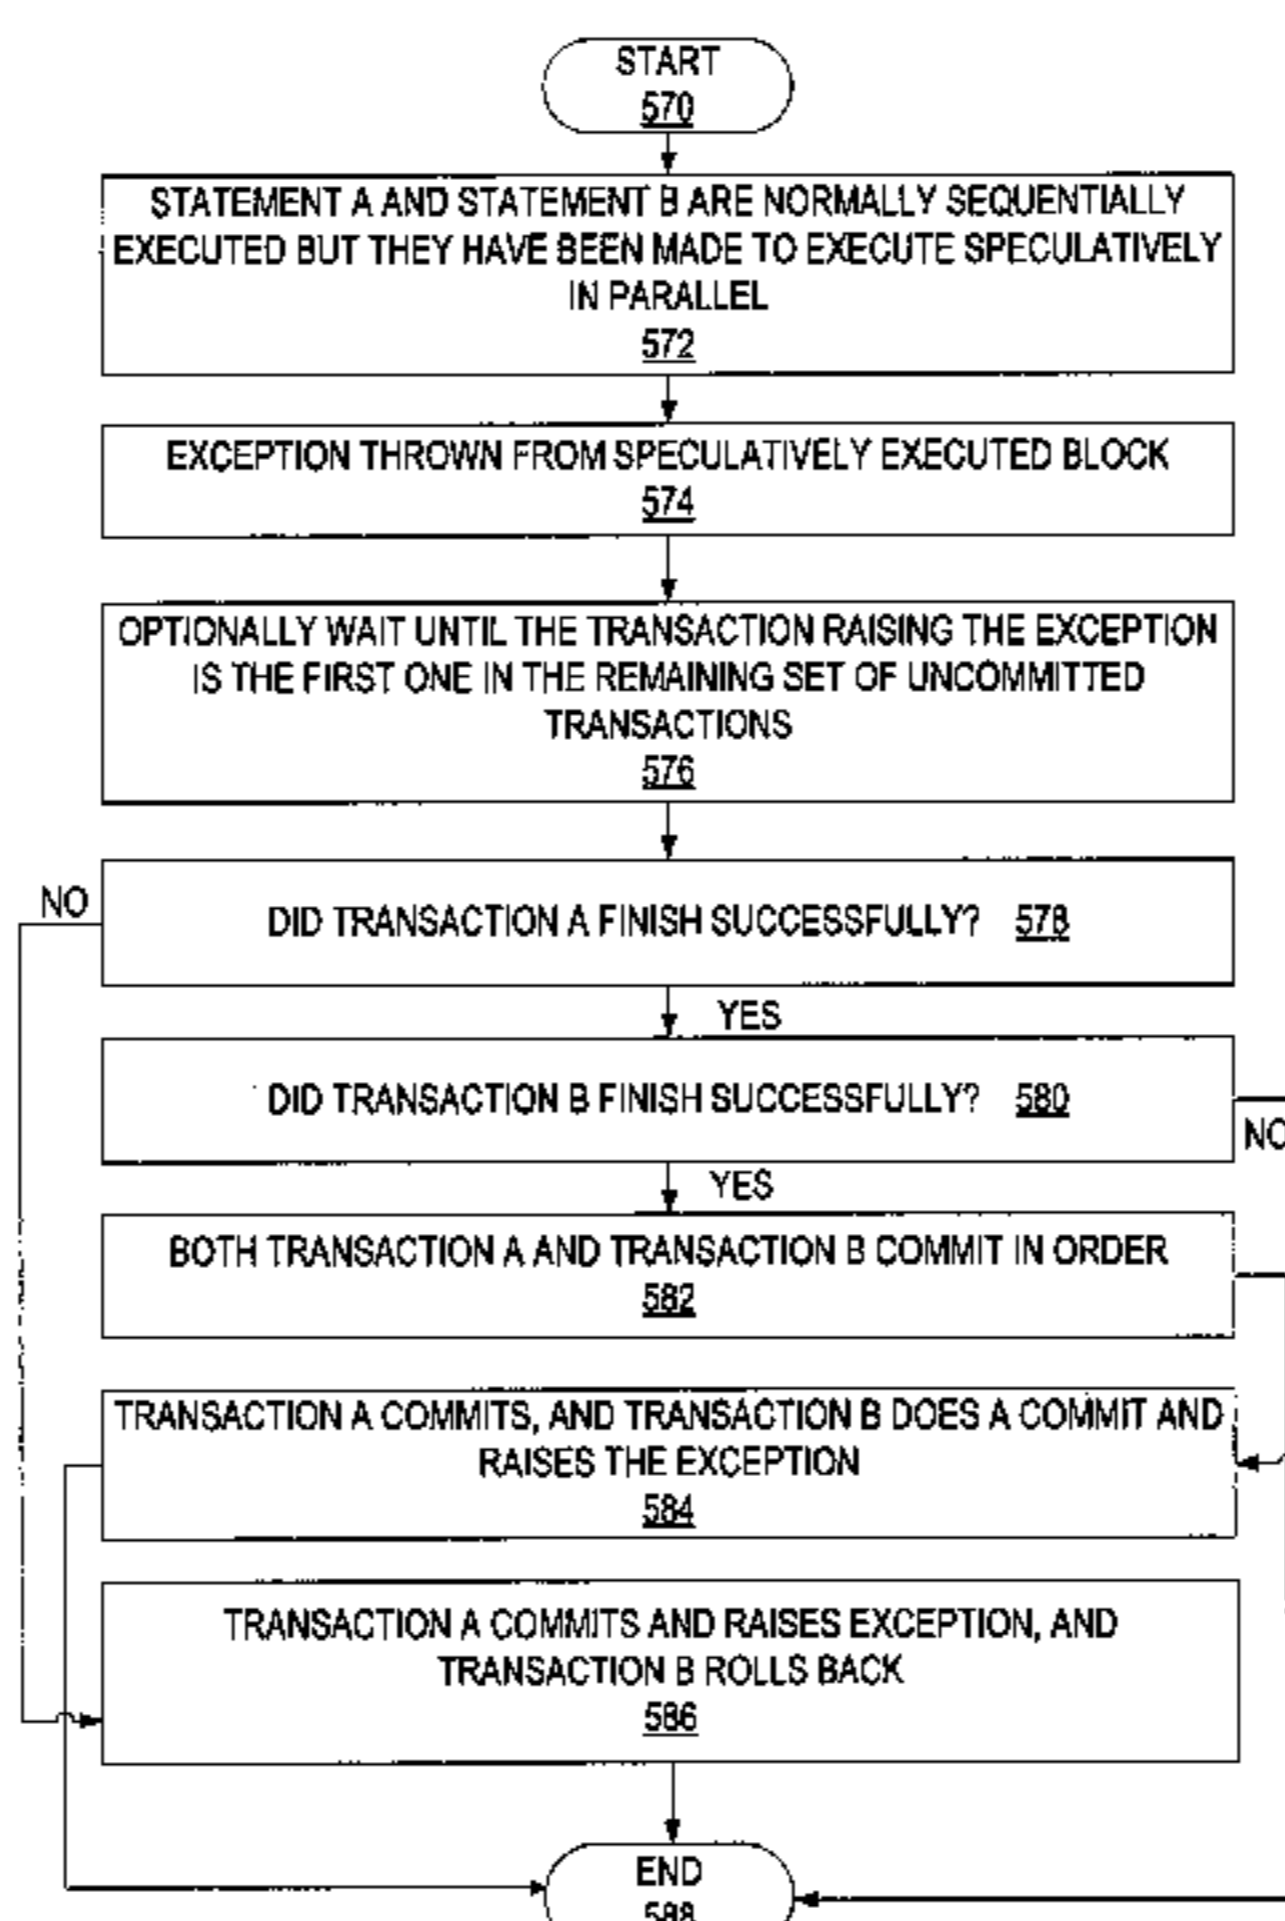 START
570
STATEMENT A AND STATEMENT B ARE NORMALLY SEQUENTIALLY
EXECUTED BUT THEY HAVE BEEN MADE TO EXECUTE SPECULATIVELY
IN PARALLEL
572
EXCEPTION THROWN FROM SPECULATIVELY EXECUTED BLOCK
574
OPTIONALLY WAIT UNTIL THE TRANSACTION RAISING THE EXCEPTION
IS THE FIRST ONE IN THE REMAINING SET OF UNCOMMITTED
TRANSACTIONS
576
NO
DID TRANSACTION A FINISH SUCCESSFULLY? 578
YES
DID TRANSACTION B FINISH SUCCESSFULLY? 580
NO
YES
BOTH TRANSACTION A AND TRANSACTION B COMMIT IN ORDER
582
TRANSACTION A COMMITS, AND TRANSACTION B DOES A COMMIT AND
RAISES THE EXCEPTION
584
TRANSACTION A COMMITS AND RAISES EXCEPTION, AND
TRANSACTION B ROLLS BACK
586
END
588